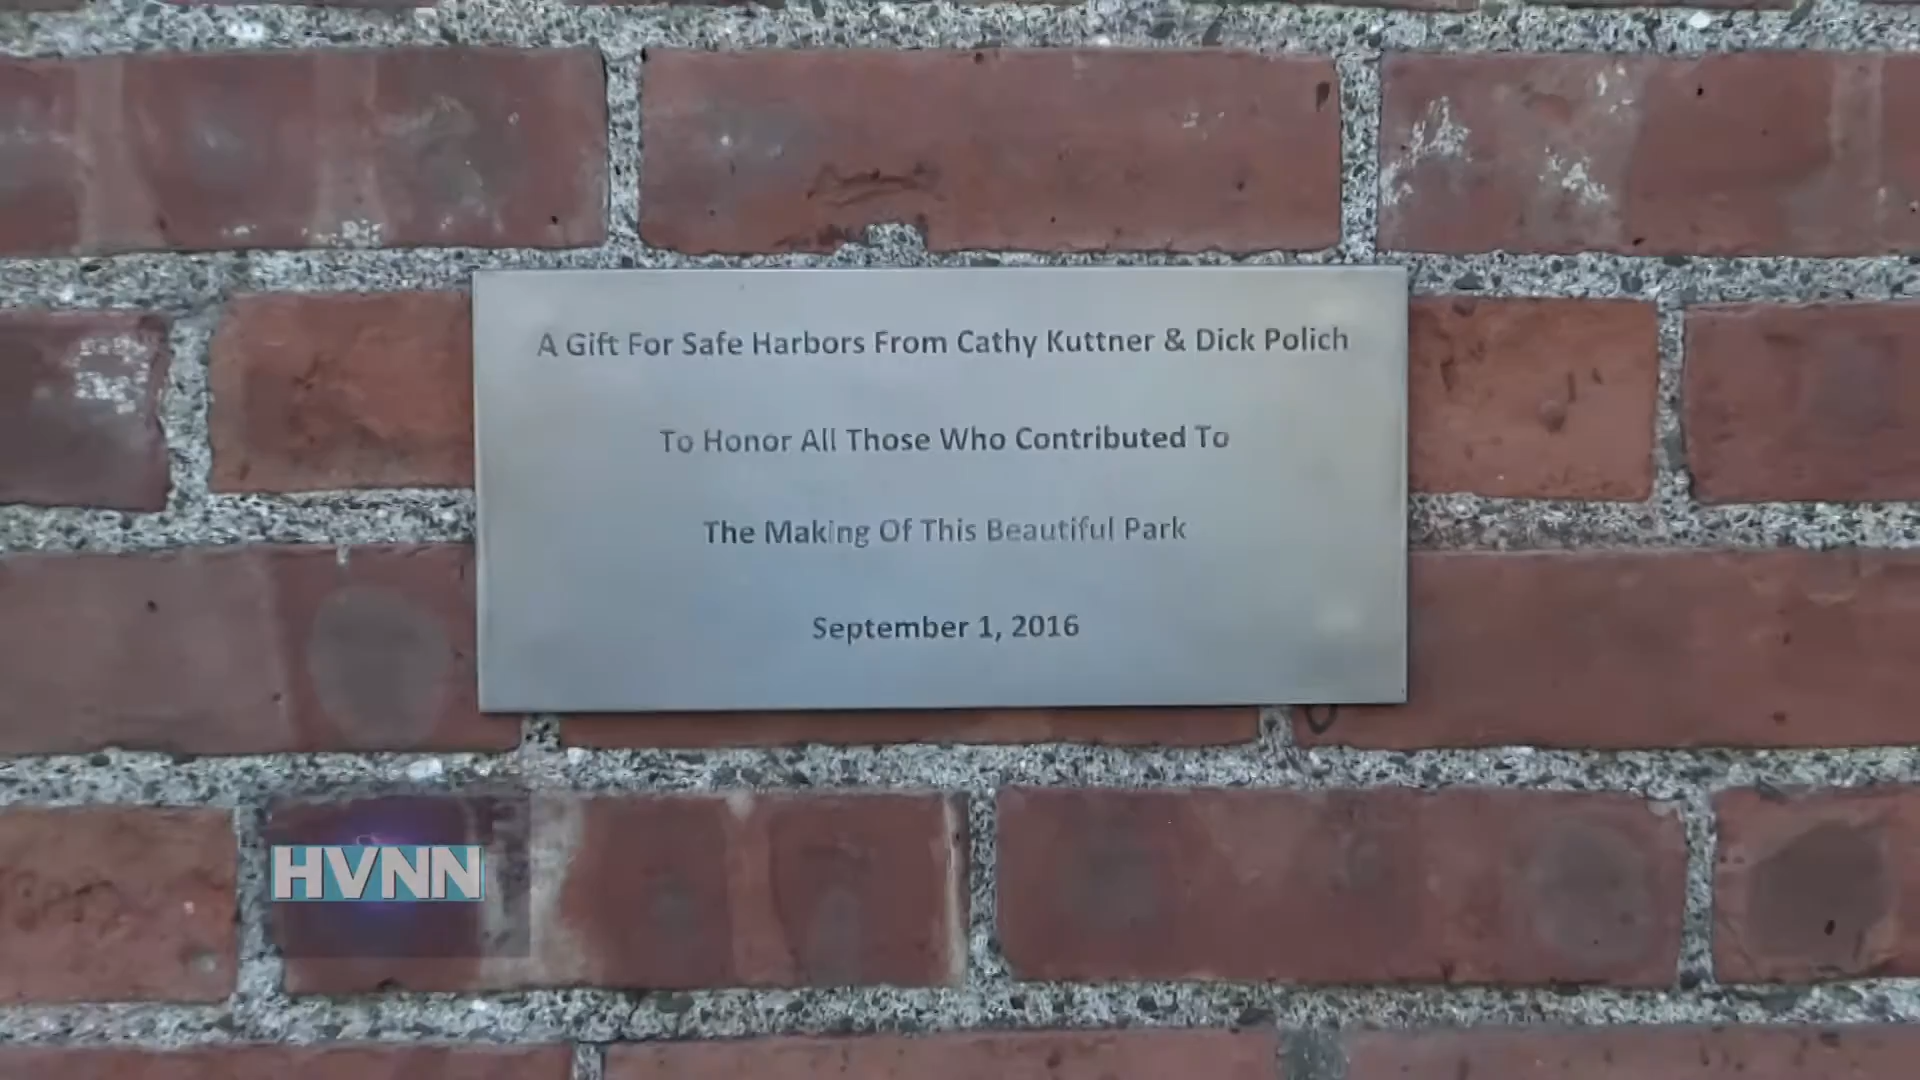 A Gift For Safe Harbors From Cathy Kuttner & Dick Polich
To Honor All Those Who Contributed To
The Making Of This Beautiful Park
September 1, 2016
HVNN